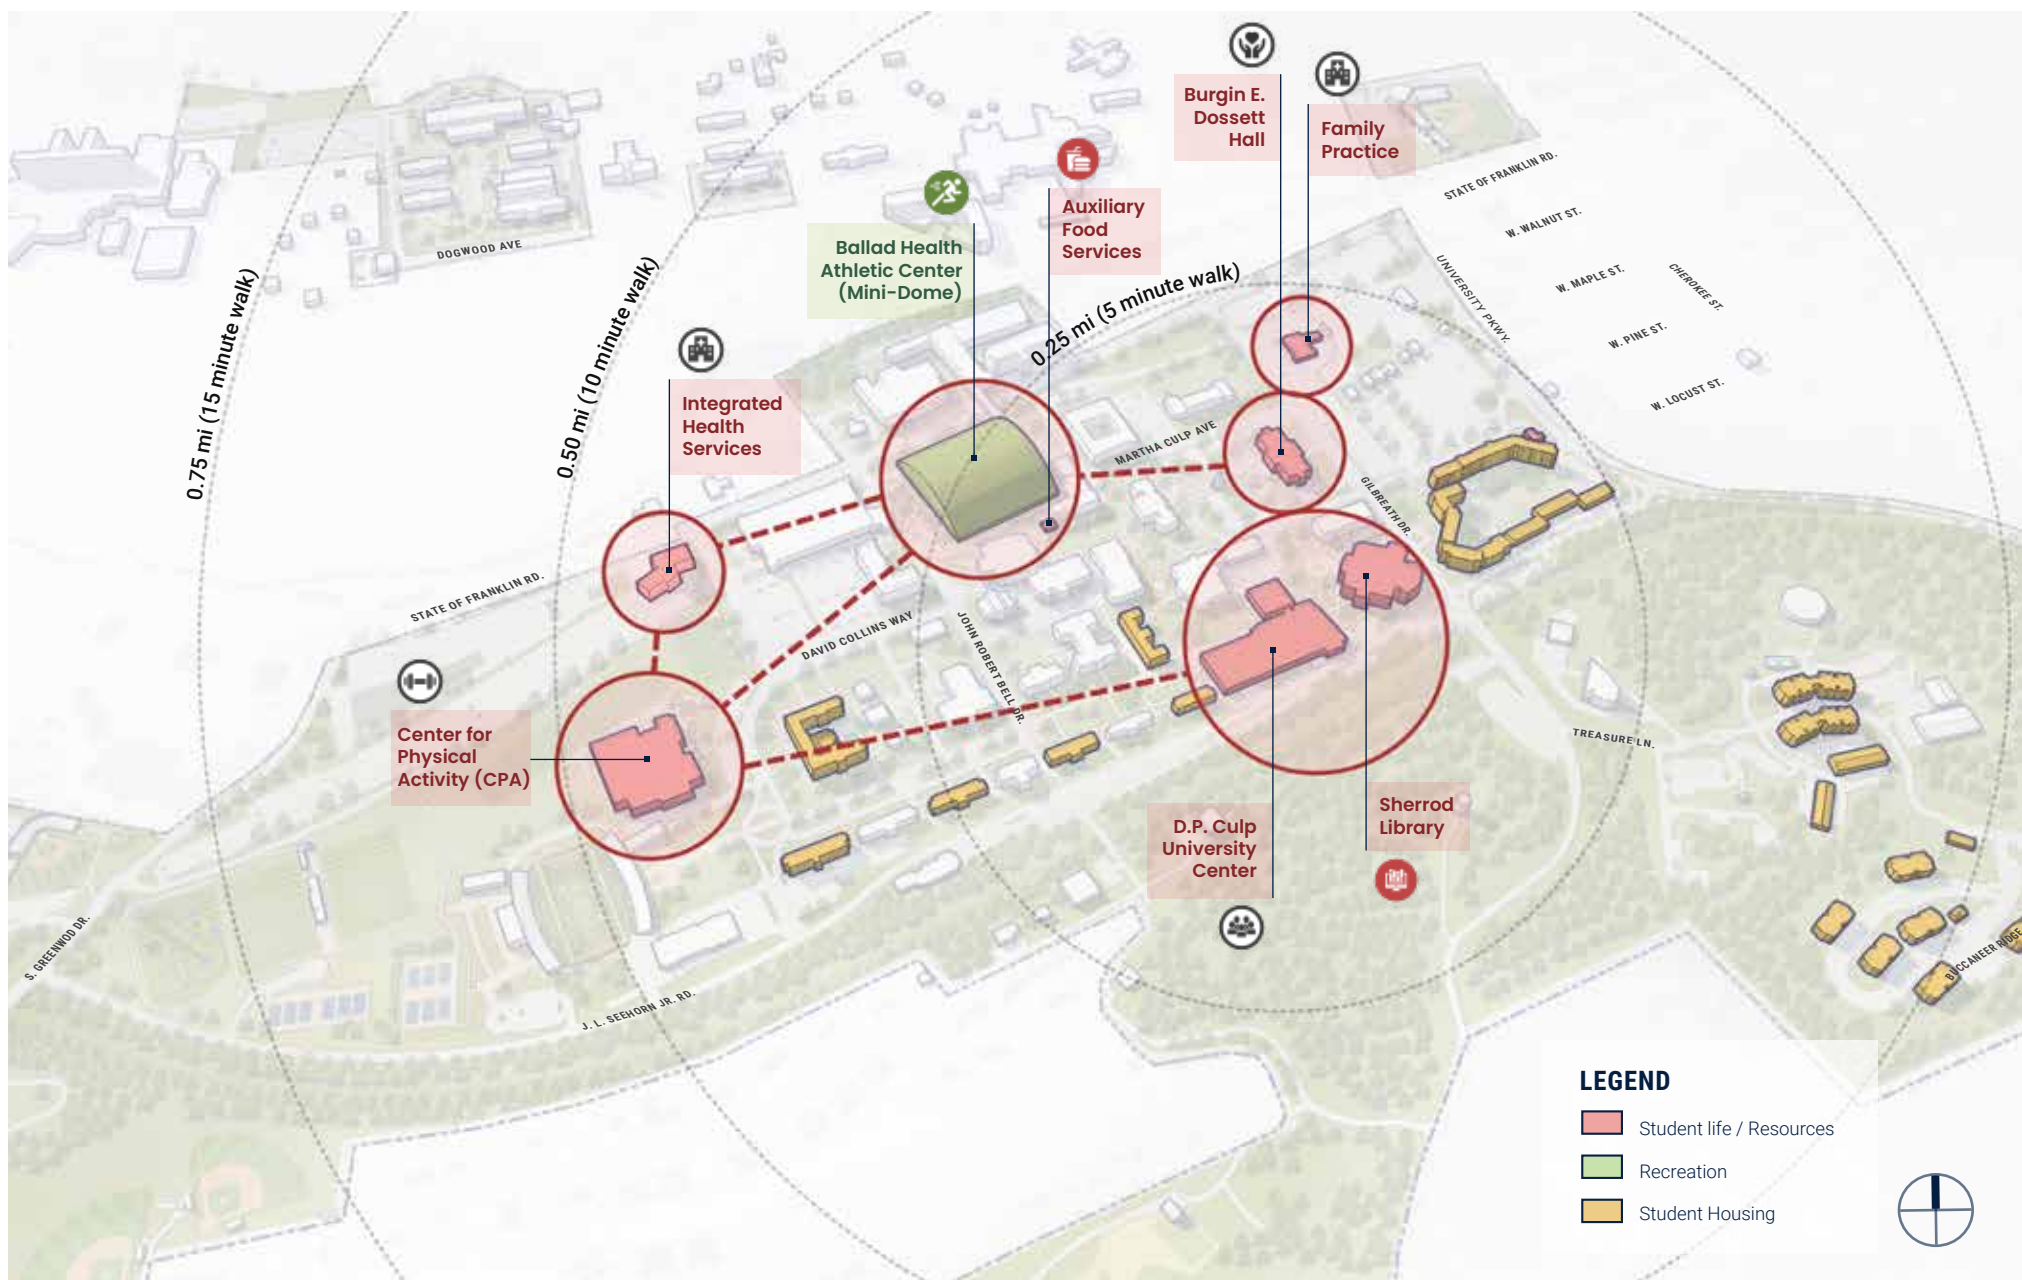 Burgin E.
Dossett
Hall
Family
Practice
STATE OF FRANKLIN RD.
W. WALNUT ST.
W. MAPLE ST.
CHEROKEE ST.
W. PINE ST.
W. LOCUST ST.
UNIVERSITY PKWY.
Auxiliary
Food
Services
Ballad Health
Athletic Center
(Mini-Dome)
DOGWOOD AVE
0.75 mi (15 minute walk)
0.50 mi (10 minute walk)
0.25 mi (5 minute walk)
Integrated
Health
Services
MARTHA CULP AVE
GILBREATH DR.
STATE OF FRANKLIN RD.
DAVID COLLINS WAY
JOHN ROBERT BELL DR.
Center for
Physical
Activity (CPA)
TREASURE LN.
D.P. Culp
University
Center
Sherrod
Library
S. GREENWOD DR.
J. L. SEEHORN JR. RD.
BUCCANEER RIDGE
LEGEND
Student life / Resources
Recreation
Student Housing